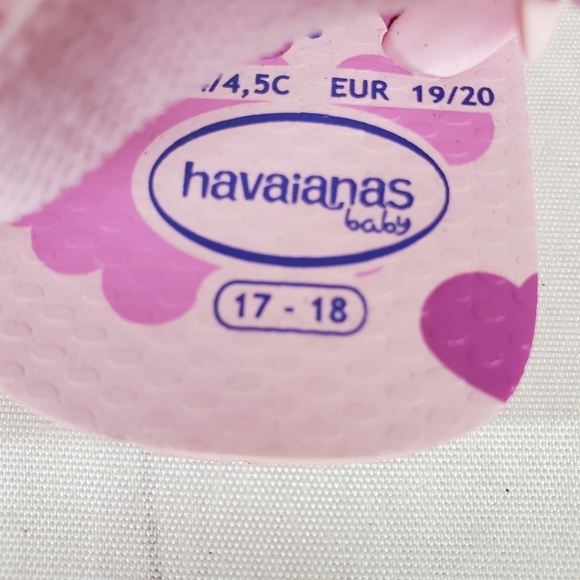 /4,5C EUR 19/20
havaianas
baby
17 - 18